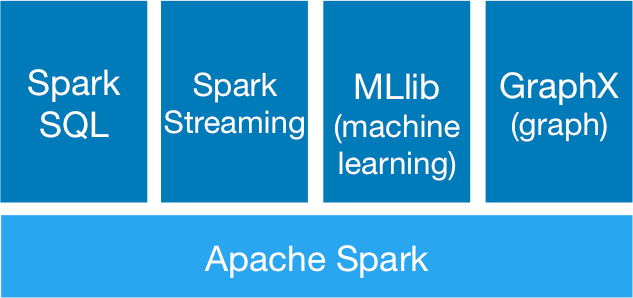 Spark
SQL
Spark
Streaming
MLlib
(machine
learning)
GraphX
(graph)
Apache Spark